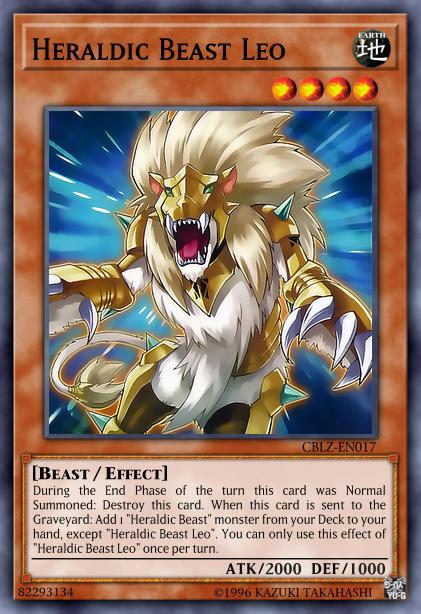 HERALDIC BEAST LEO
EARTH
地
CBLZ-EN017
[BEAST / EFFECT]
During the End Phase of the turn this card was Normal
Summoned: Destroy this card. When this card is sent to the
Graveyard: Add 1 "Heraldic Beast" monster from your Deck to your
hand, except "Heraldic Beast Leo". You can only use this effect of
"Heraldic Beast Leo" once per turn.
ATK/2000 DEF/1000
82293134
©1996 KAZUKI TAKAHASHI